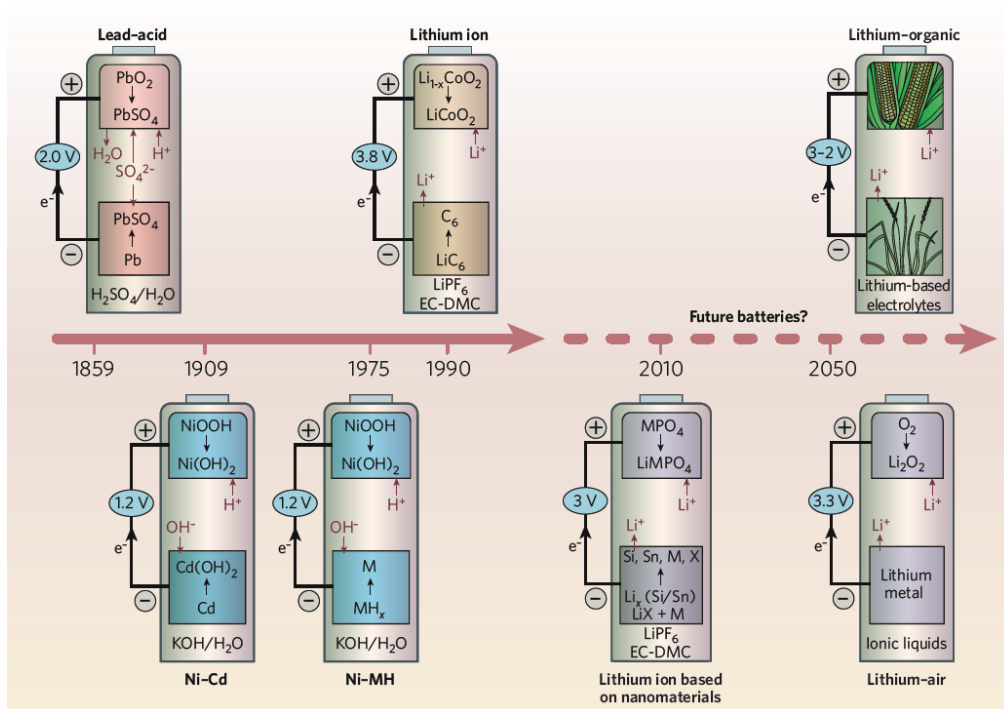 Lead–acid
+
PbO₂
PbSO₄
2.0 V
H₂O
H⁺
SO₄²⁻
e⁻
PbSO₄
Pb
–
H₂SO₄/H₂O
Lithium ion
+
Li₁₋ₓCoO₂
LiCoO₂
3.8 V
Li⁺
Li⁺
e⁻
C₆
LiC₆
–
LiPF₆
EC-DMC
Lithium–organic
+
3–2 V
Li⁺
Li⁺
e⁻
–
Lithium-based
electrolytes
Future batteries?
1859
1909
1975
1990
2010
2050
+
NiOOH
Ni(OH)₂
1.2 V
H⁺
OH⁻
e⁻
Cd(OH)₂
Cd
–
KOH/H₂O
Ni–Cd
+
NiOOH
Ni(OH)₂
1.2 V
H⁺
OH⁻
e⁻
M
MHₓ
–
KOH/H₂O
Ni–MH
+
MPO₄
LiMPO₄
3 V
Li⁺
Li⁺
e⁻
Si, Sn, M, X
Liₓ(Si/Sn)
LiX + M
–
LiPF₆
EC-DMC
Lithium ion based
on nanomaterials
+
O₂
Li₂O₂
3.3 V
Li⁺
Li⁺
e⁻
Lithium
metal
–
Ionic liquids
Lithium–air